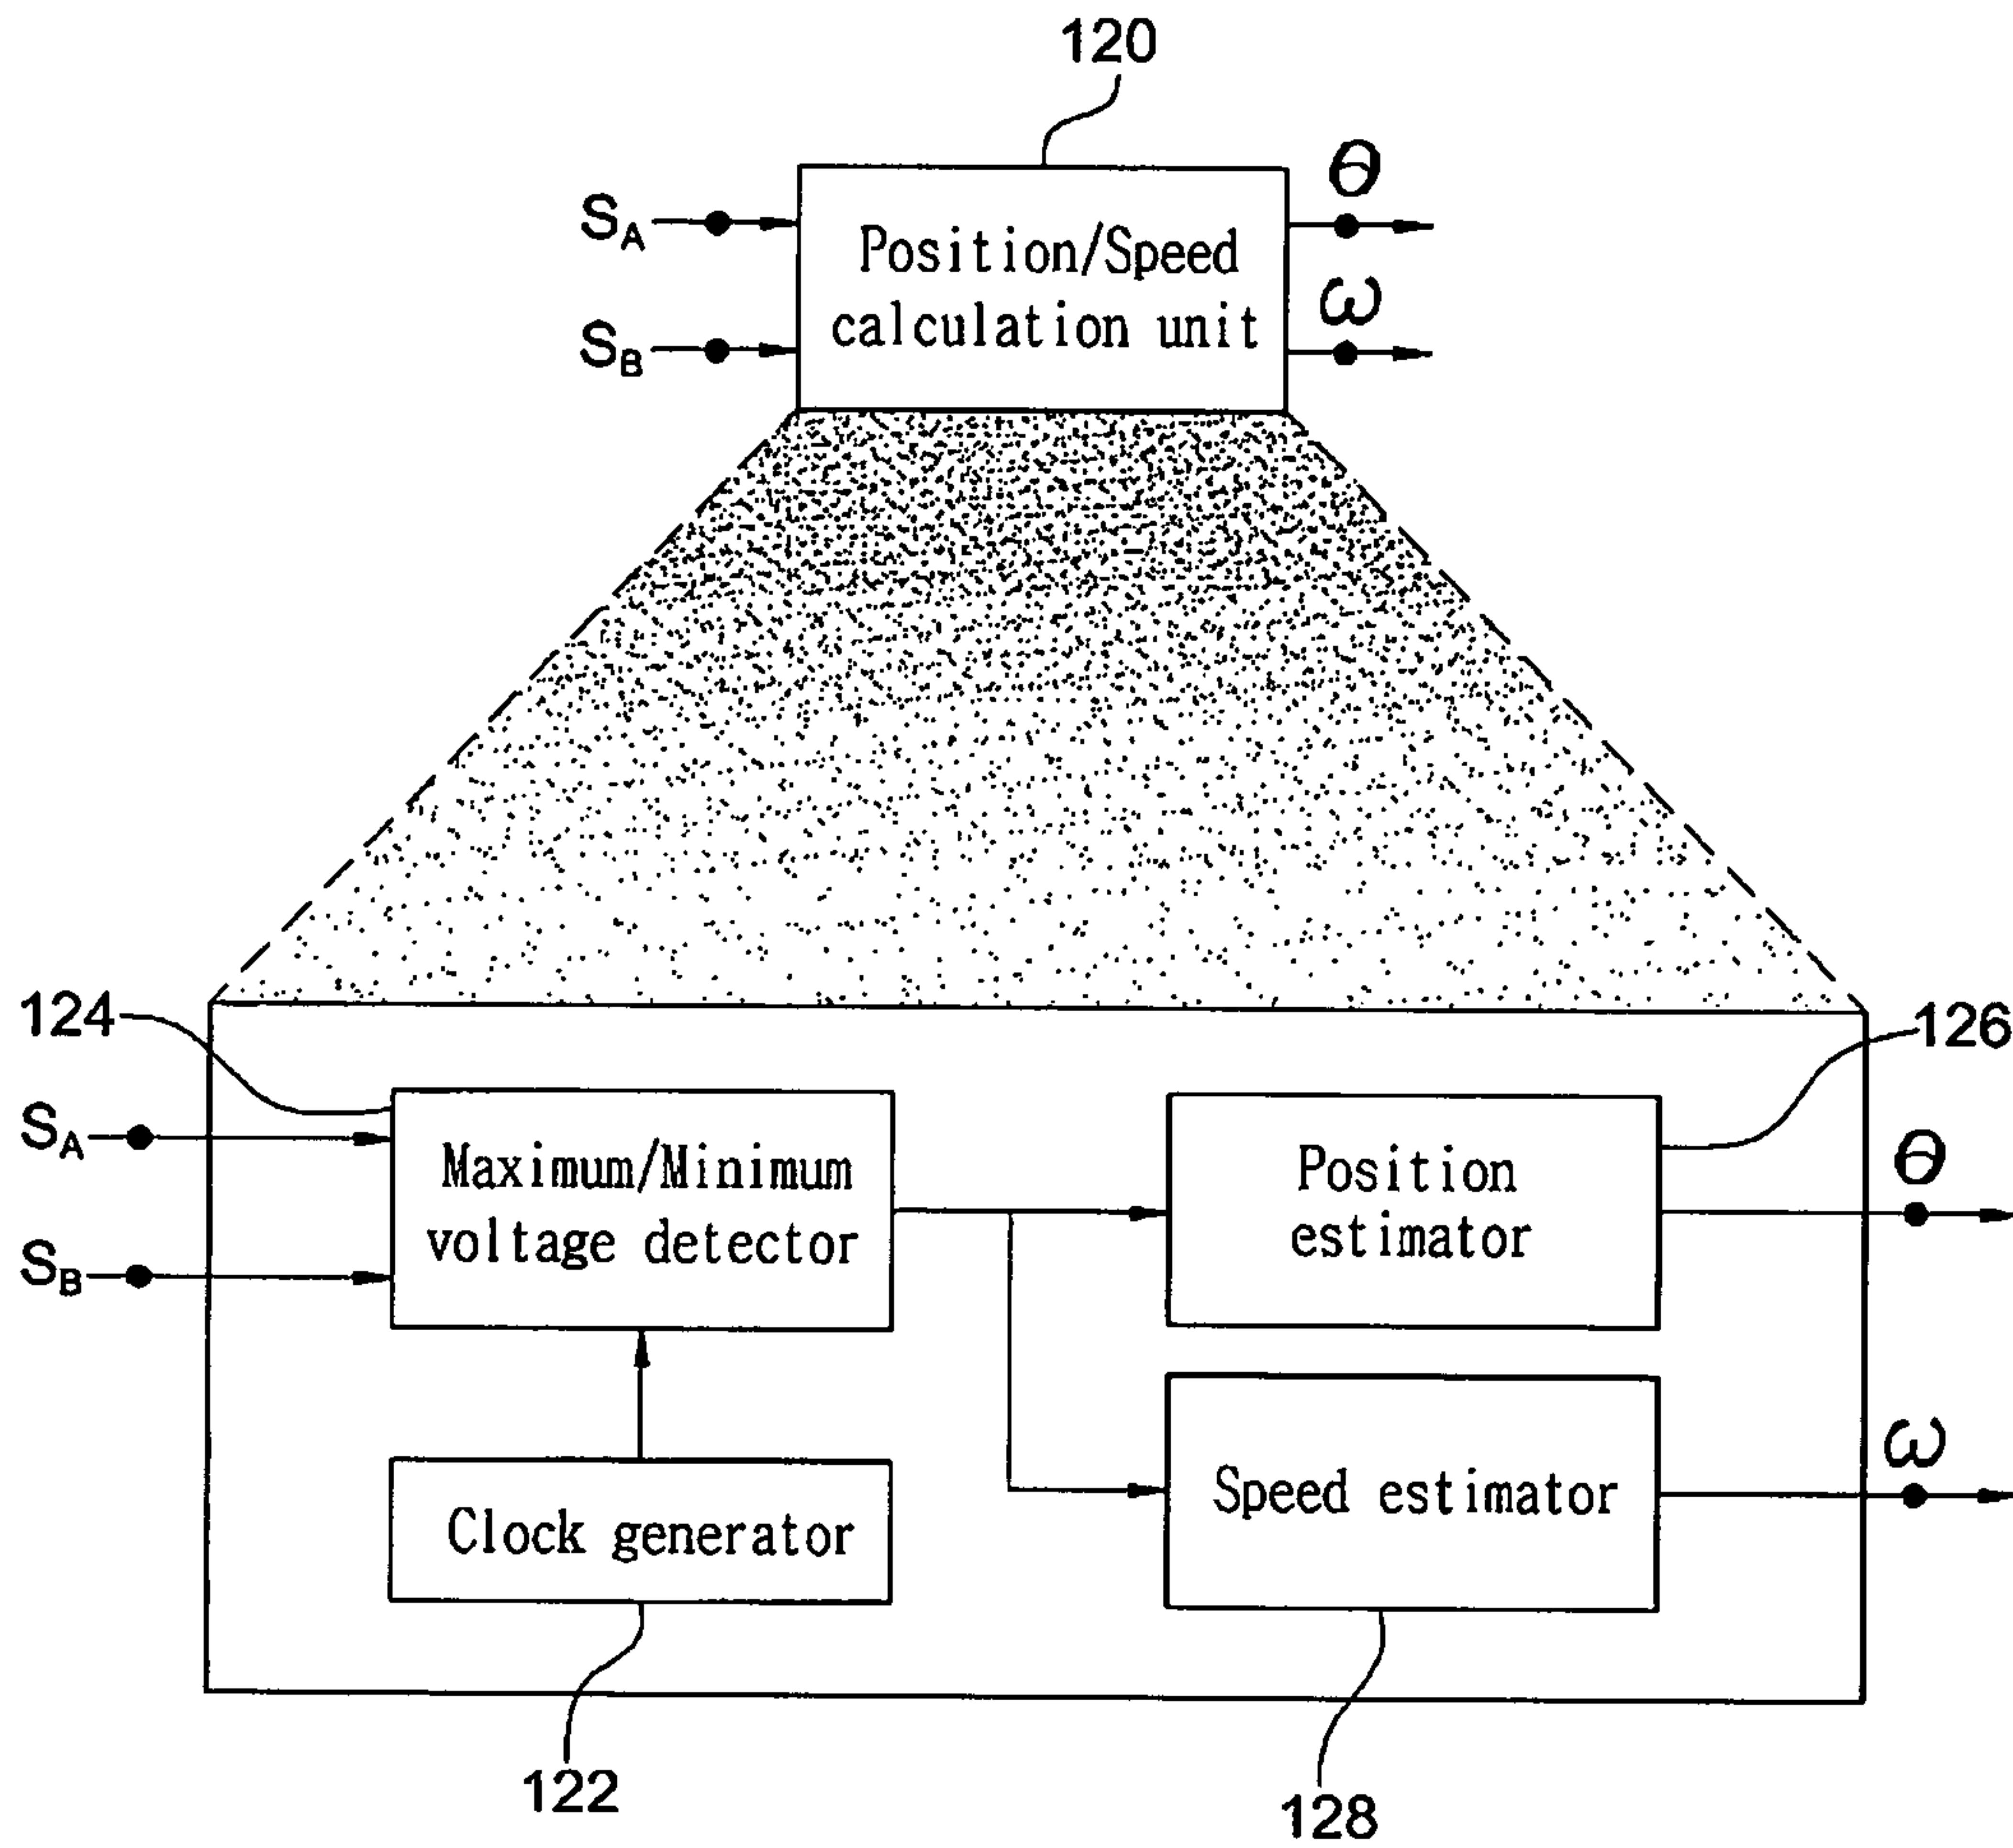 120
S_A
θ
Position/Speed
calculation unit
S_B
ω
124
126
S_A
Maximum/Minimum
voltage detector
Position
estimator
θ
S_B
Clock generator
Speed estimator
ω
122
128